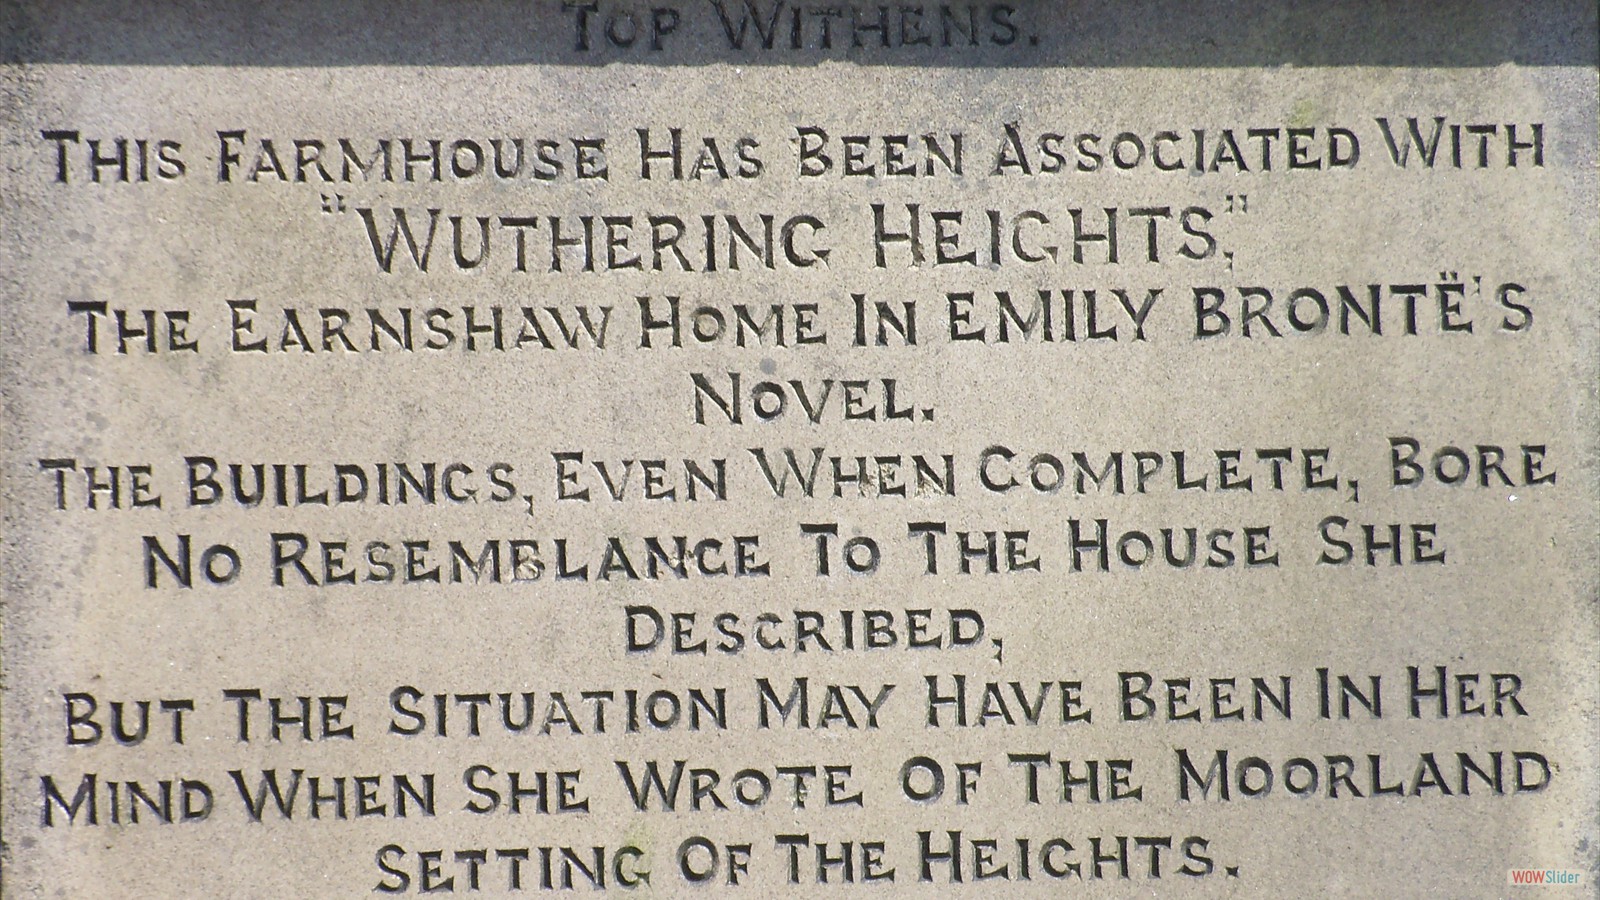 TOP WITHENS.
THIS FARMHOUSE HAS BEEN ASSOCIATED WITH
"WUTHERING HEIGHTS,"
THE EARNSHAW HOME IN EMILY BRONTË'S
NOVEL.
THE BUILDINGS, EVEN WHEN COMPLETE, BORE
NO RESEMBLANCE TO THE HOUSE SHE
DESCRIBED,
BUT THE SITUATION MAY HAVE BEEN IN HER
MIND WHEN SHE WROTE OF THE MOORLAND
SETTING OF THE HEIGHTS.
WOWSlider